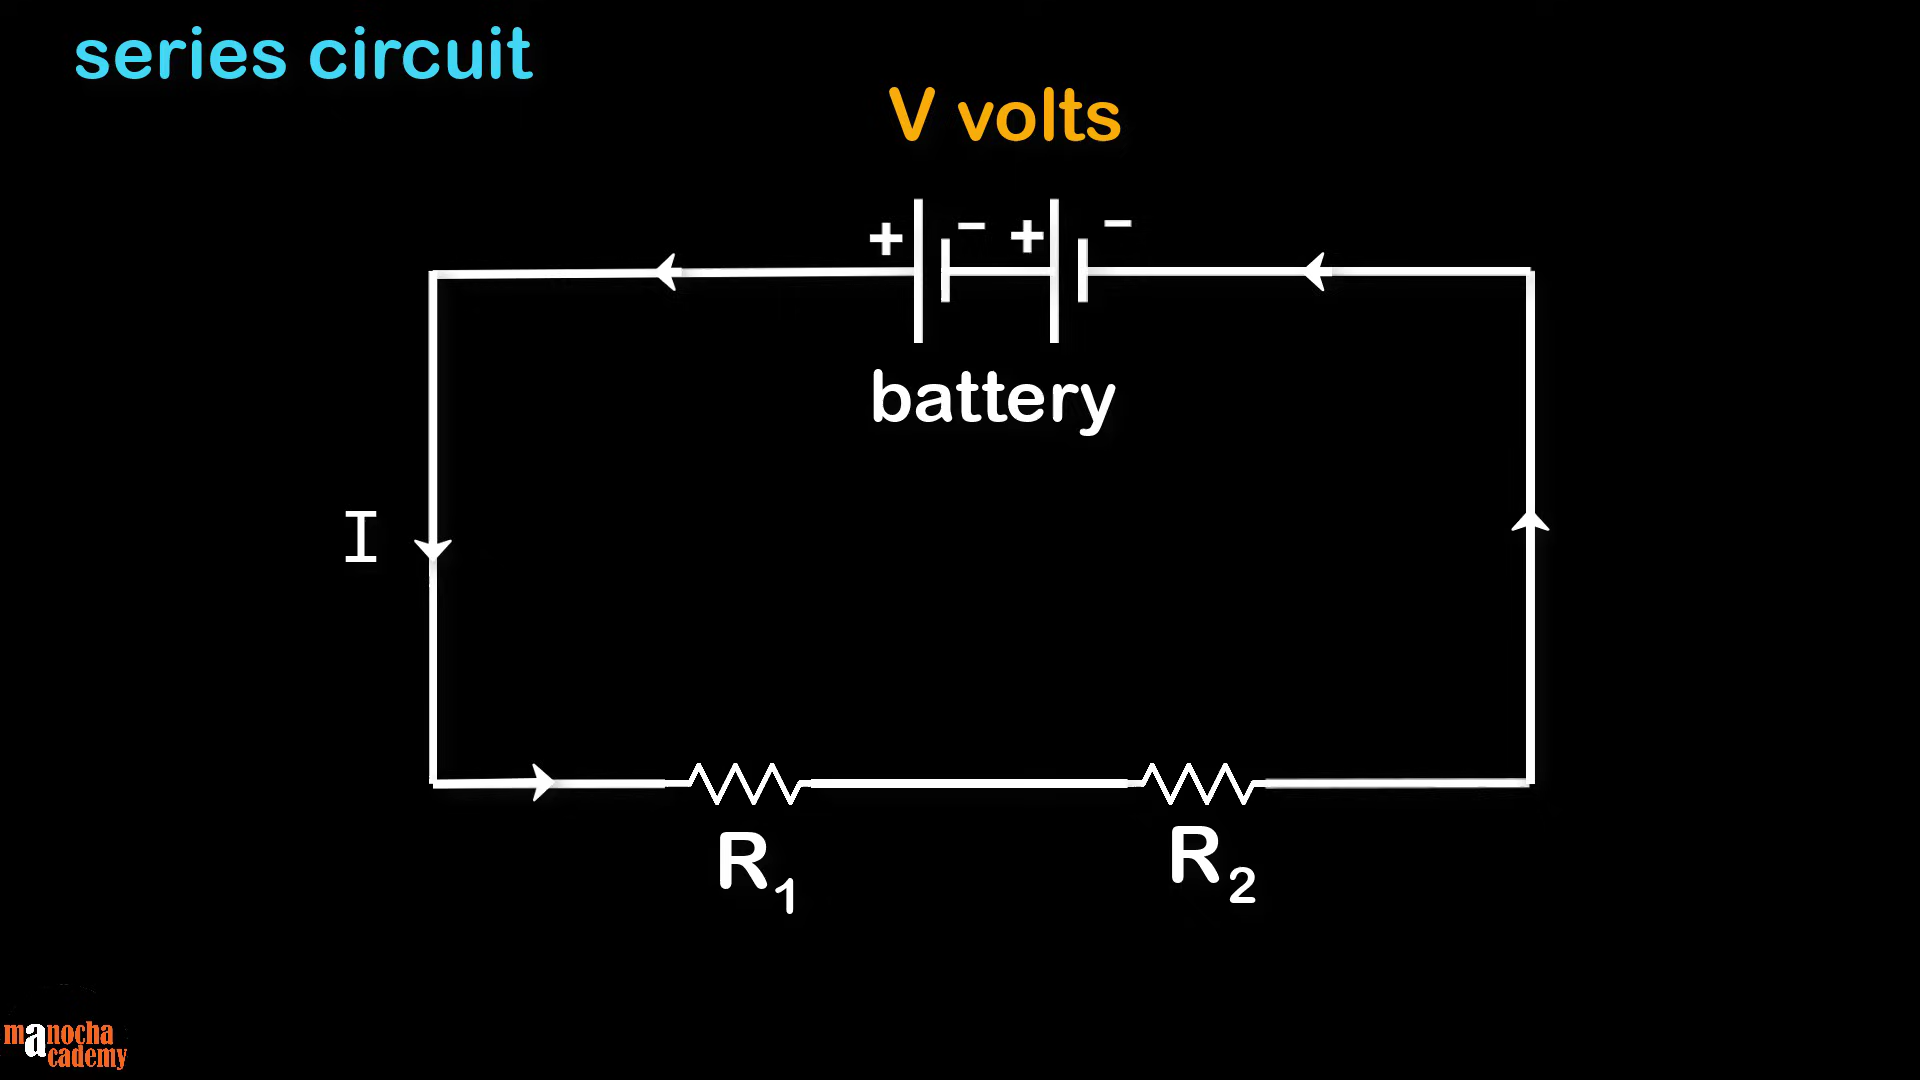 series circuit
V volts
+ − + −
battery
I
R1
R2
manocha
academy